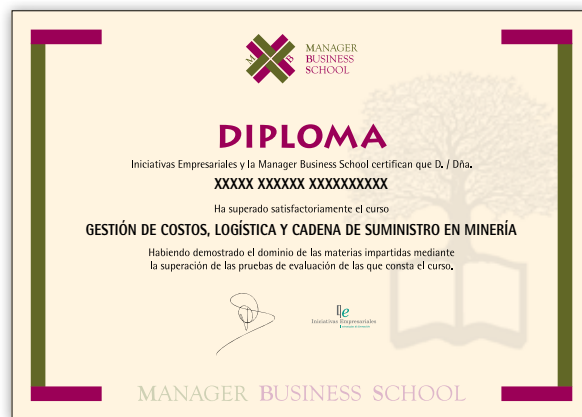 M B
MANAGER
BUSINESS
SCHOOL
DIPLOMA
Iniciativas Empresariales y la Manager Business School certifican que D. / Dña.
XXXXX XXXXXX XXXXXXXXXX
Ha superado satisfactoriamente el curso
GESTIÓN DE COSTOS, LOGÍSTICA Y CADENA DE SUMINISTRO EN MINERÍA
Habiendo demostrado el dominio de las materias impartidas mediante
la superación de las pruebas de evaluación de las que consta el curso.
Iniciativas Empresariales
MANAGER BUSINESS SCHOOL